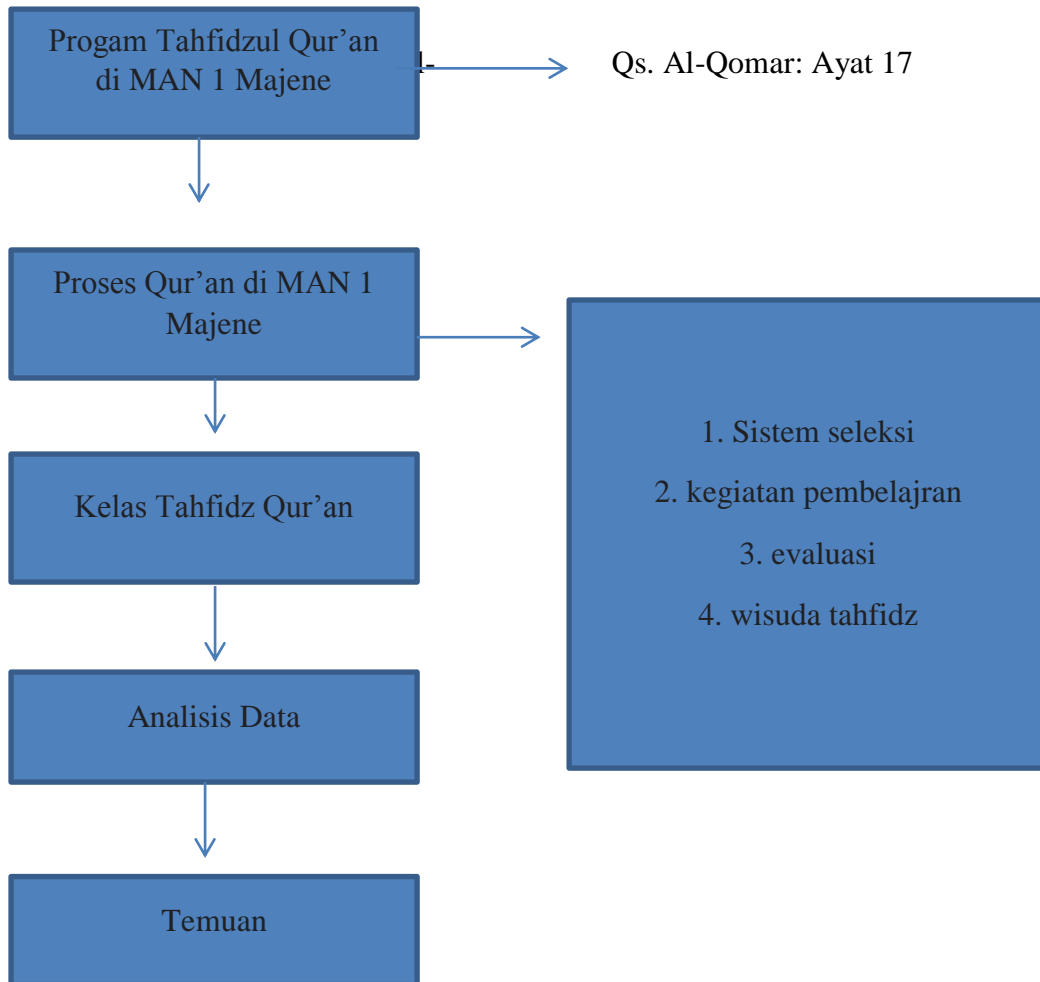 Progam Tahfidzul Qur’an
di MAN 1 Majene
Qs. Al-Qomar: Ayat 17
Proses Qur’an di MAN 1
Majene
1. Sistem seleksi
2. kegiatan pembelajran
3. evaluasi
4. wisuda tahfidz
Kelas Tahfidz Qur’an
Analisis Data
Temuan